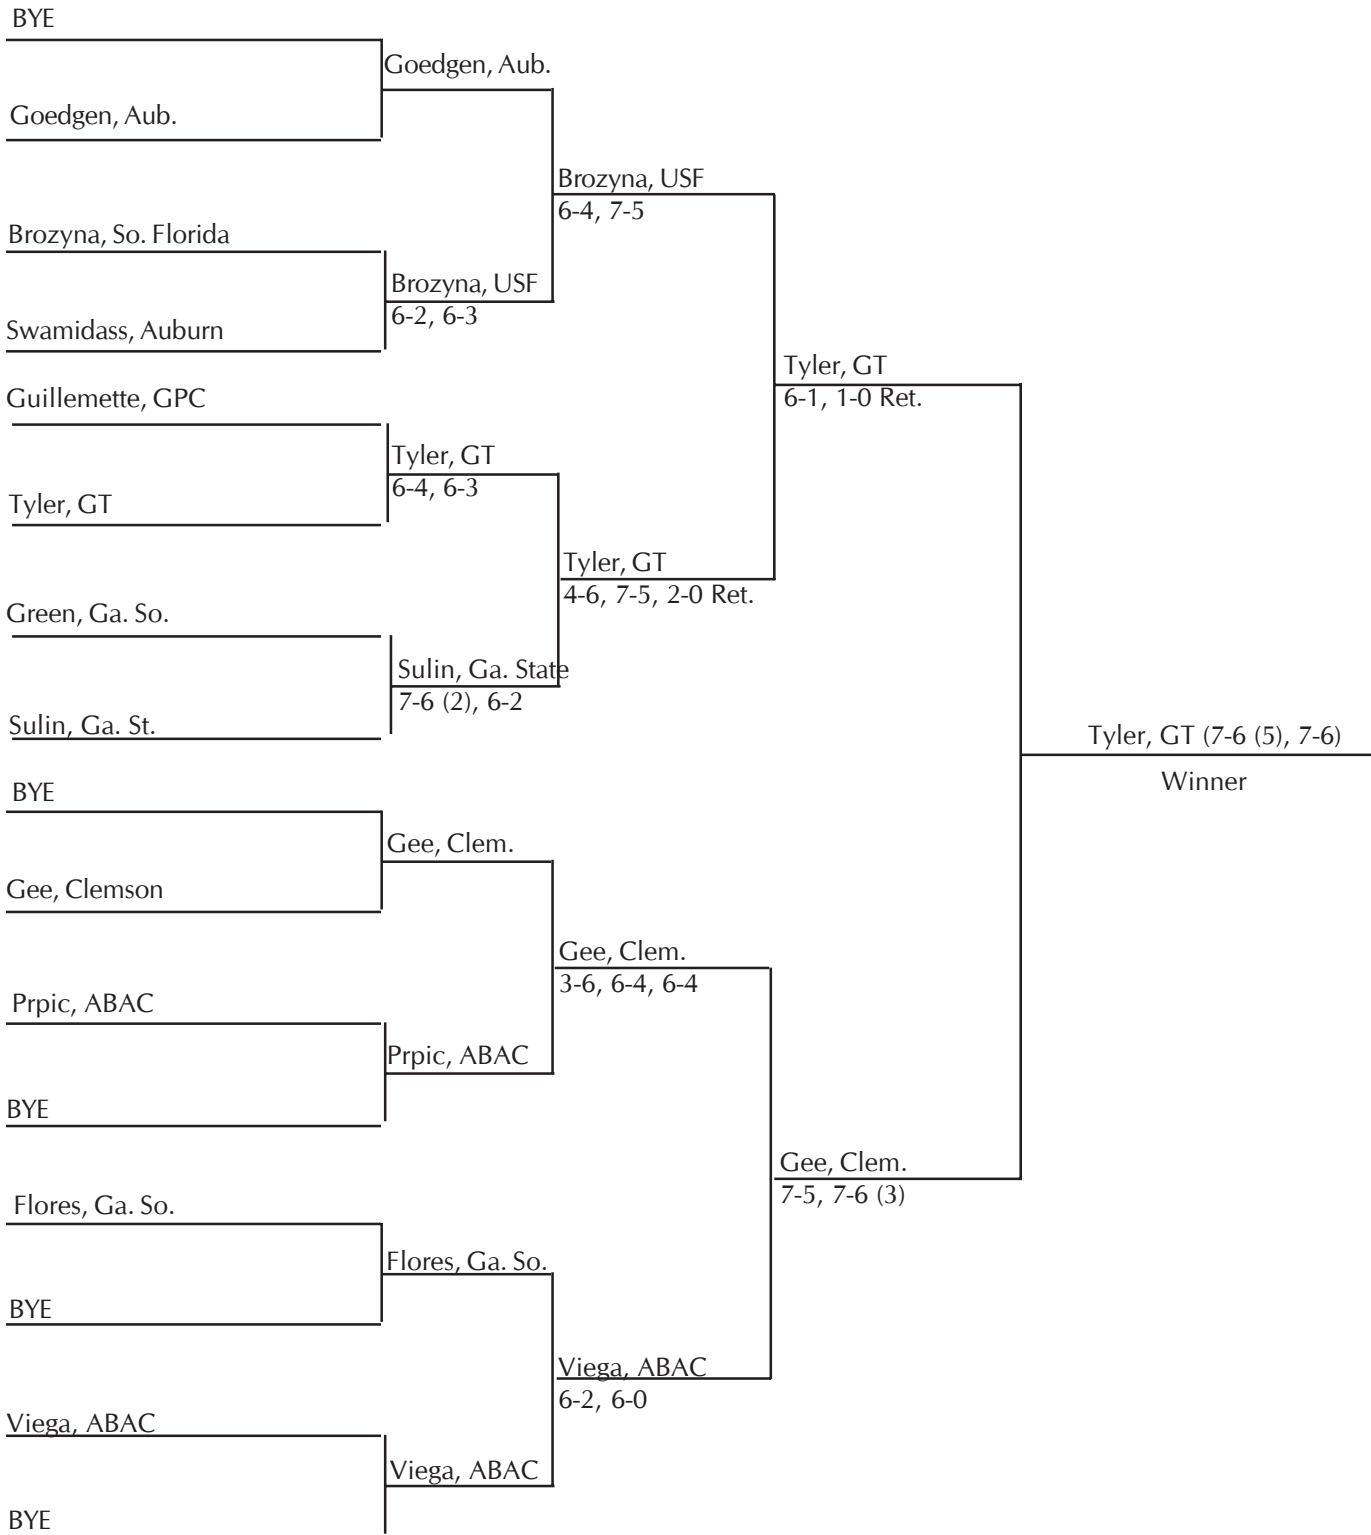 BYE
Goedgen, Aub.
Goedgen, Aub.
Brozyna, USF
6-4, 7-5
Brozyna, So. Florida
Brozyna, USF
6-2, 6-3
Swamidass, Auburn
Tyler, GT
6-1, 1-0 Ret.
Guillemette, GPC
Tyler, GT
6-4, 6-3
Tyler, GT
Tyler, GT
4-6, 7-5, 2-0 Ret.
Green, Ga. So.
Sulin, Ga. State
7-6 (2), 6-2
Sulin, Ga. St.
Tyler, GT (7-6 (5), 7-6)
Winner
BYE
Gee, Clem.
Gee, Clemson
Gee, Clem.
3-6, 6-4, 6-4
Prpic, ABAC
Prpic, ABAC
BYE
Gee, Clem.
7-5, 7-6 (3)
Flores, Ga. So.
Flores, Ga. So.
BYE
Viega, ABAC
6-2, 6-0
Viega, ABAC
Viega, ABAC
BYE